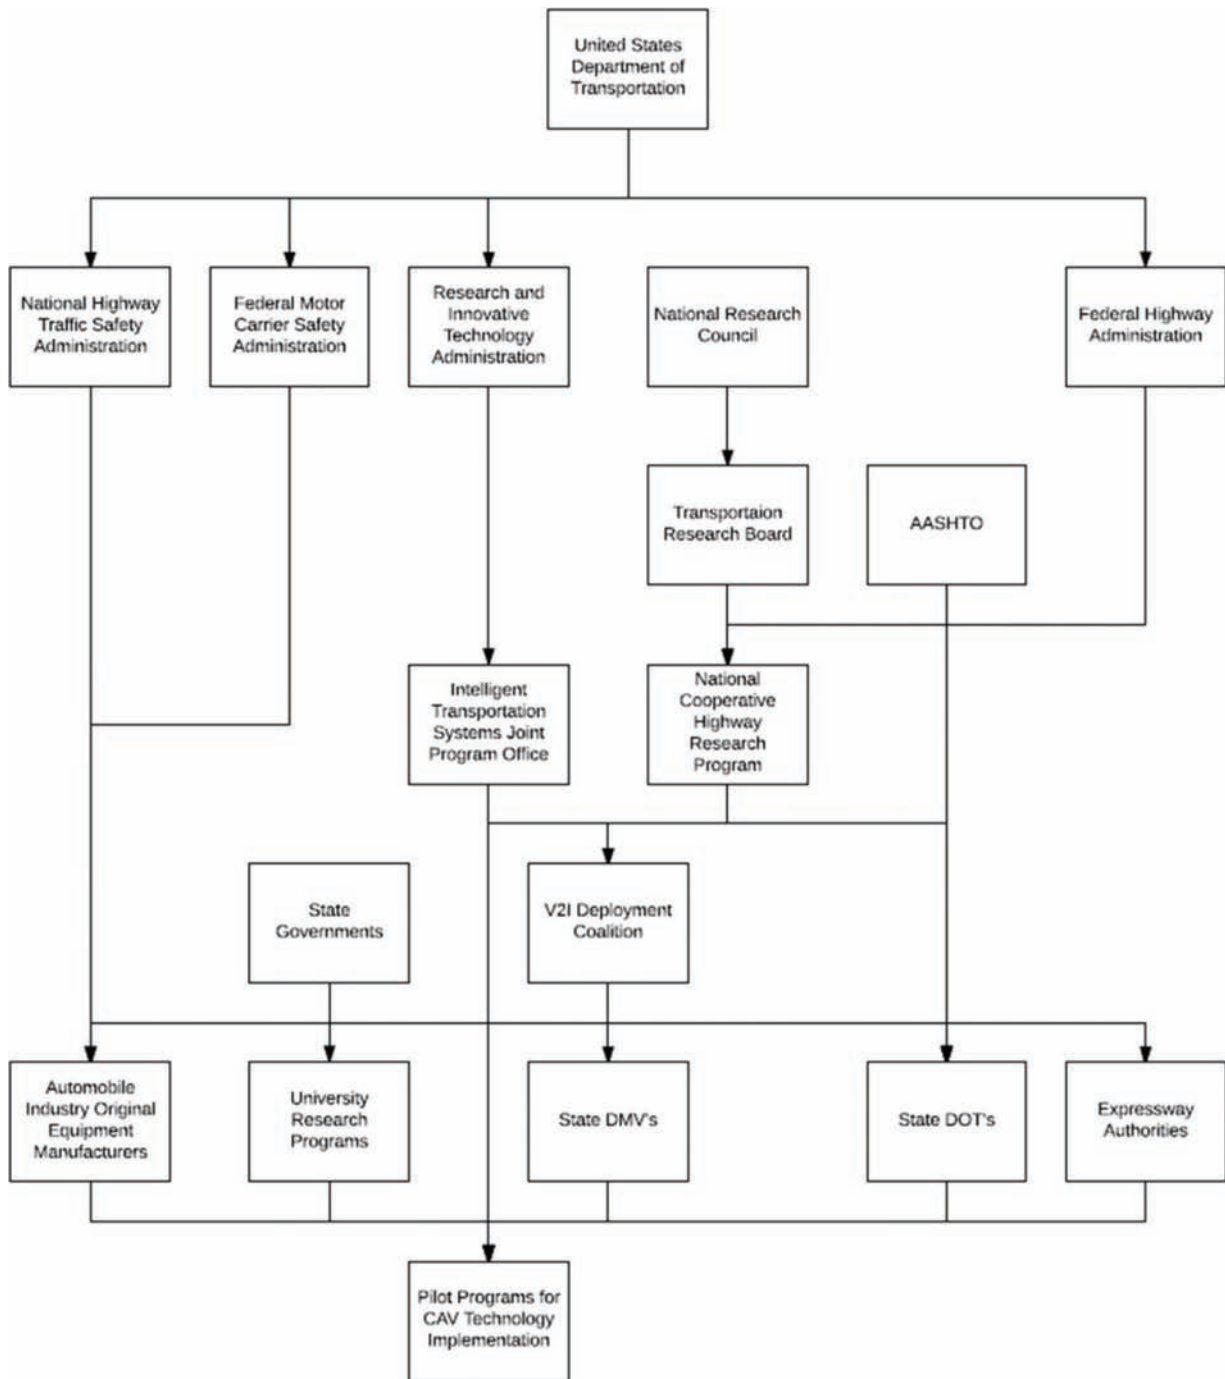 United States
Department of
Transportation
National Highway
Traffic Safety
Administration
Federal Motor
Carrier Safety
Administration
Research and
Innovative
Technology
Administration
National Research
Council
Federal Highway
Administration
Transportaion
Research Board
AASHTO
Intelligent
Transportation
Systems Joint
Program Office
National
Cooperative
Highway
Research
Program
State
Governments
V2I Deployment
Coalition
Automobile
Industry Original
Equipment
Manufacturers
University
Research
Programs
State DMV's
State DOT's
Expressway
Authorities
Pilot Programs for
CAV Technology
Implementation